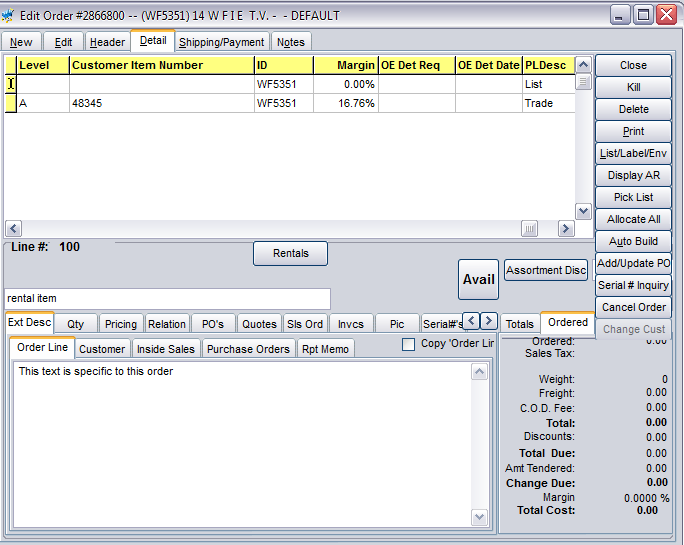 Edit Order #2866800 -- (WF5351) 14 W F I E T.V. - - DEFAULT
New Edit Header Detail Shipping/Payment Notes
Level Customer Item Number ID Margin OE Det Req OE Det Date PLDesc
WF5351 0.00% List
A 48345 WF5351 16.76% Trade
Close
Kill
Delete
Print
List/Label/Env
Display AR
Pick List
Allocate All
Auto Build
Add/Update PO
Serial # Inquiry
Cancel Order
Change Cust
Line #: 100
Rentals
Avail
Assortment Disc
rental item
Ext Desc Qty Pricing Relation PO's Quotes Sls Ord Invcs Pic Serial#'s
Totals Ordered
Order Line Customer Inside Sales Purchase Orders Rpt Memo
Copy 'Order Lir
This text is specific to this order
Ordered: 0.00
Sales Tax:
Weight: 0
Freight: 0.00
C.O.D. Fee: 0.00
Total: 0.00
Discounts: 0.00
Total Due: 0.00
Amt Tendered: 0.00
Change Due: 0.00
Margin 0.0000 %
Total Cost: 0.00